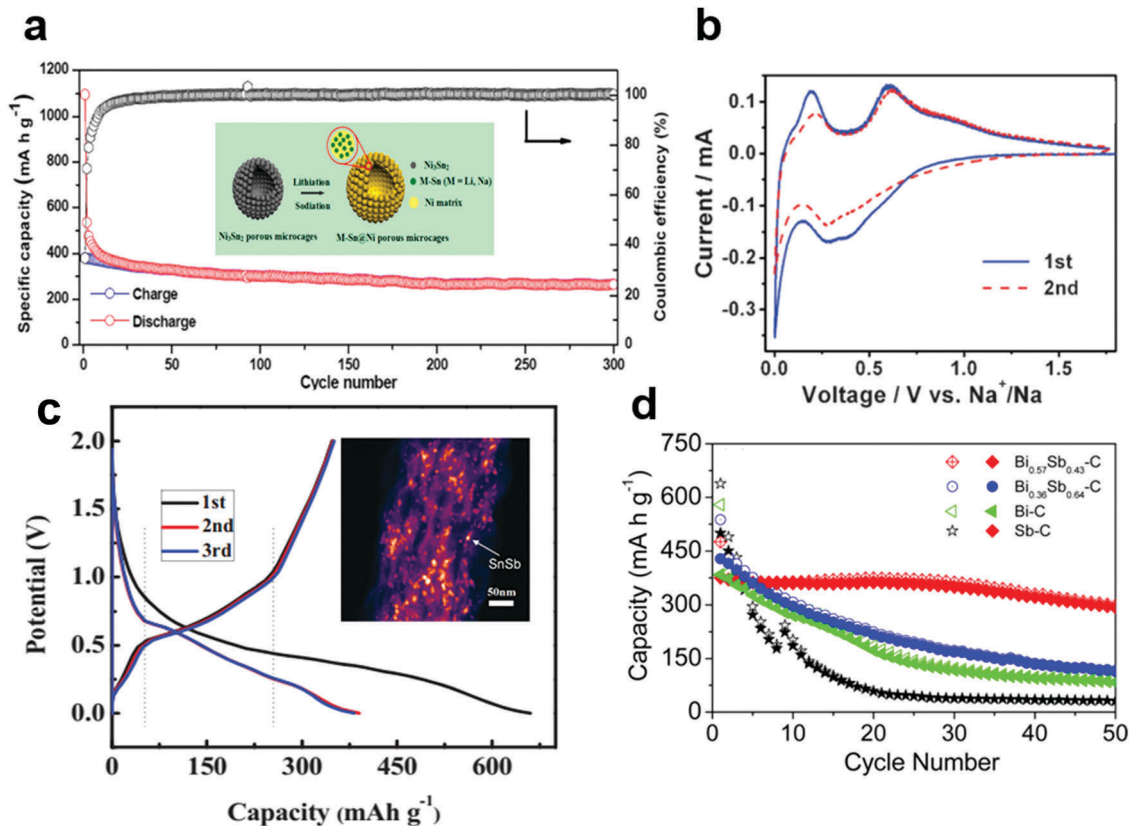 a
Specific capacity (mA h g⁻¹)
1200
1100
1000
900
800
700
600
500
400
300
200
100
0
0
50
100
150
200
250
300
Cycle number
100
80
60
40
20
0
Coulombic efficiency (%)
Lithiation
Sodiation
Ni₃Sn₂
M-Sn (M = Li, Na)
Ni matrix
Ni₃Sn₂ porous microcages
M-Sn@Ni porous microcages
Charge
Discharge
b
Current / mA
0.1
0.0
-0.1
-0.2
-0.3
0.0
0.5
1.0
1.5
Voltage / V vs. Na⁺/Na
1st
2nd
c
Potential (V)
2.0
1.5
1.0
0.5
0.0
0
150
300
450
600
Capacity (mAh g⁻¹)
1st
2nd
3rd
SnSb
50nm
d
Capacity (mA h g⁻¹)
750
600
450
300
150
0
0
10
20
30
40
50
Cycle Number
Bi₀.₅₇Sb₀.₄₃-C
Bi₀.₃₆Sb₀.₆₄-C
Bi-C
Sb-C